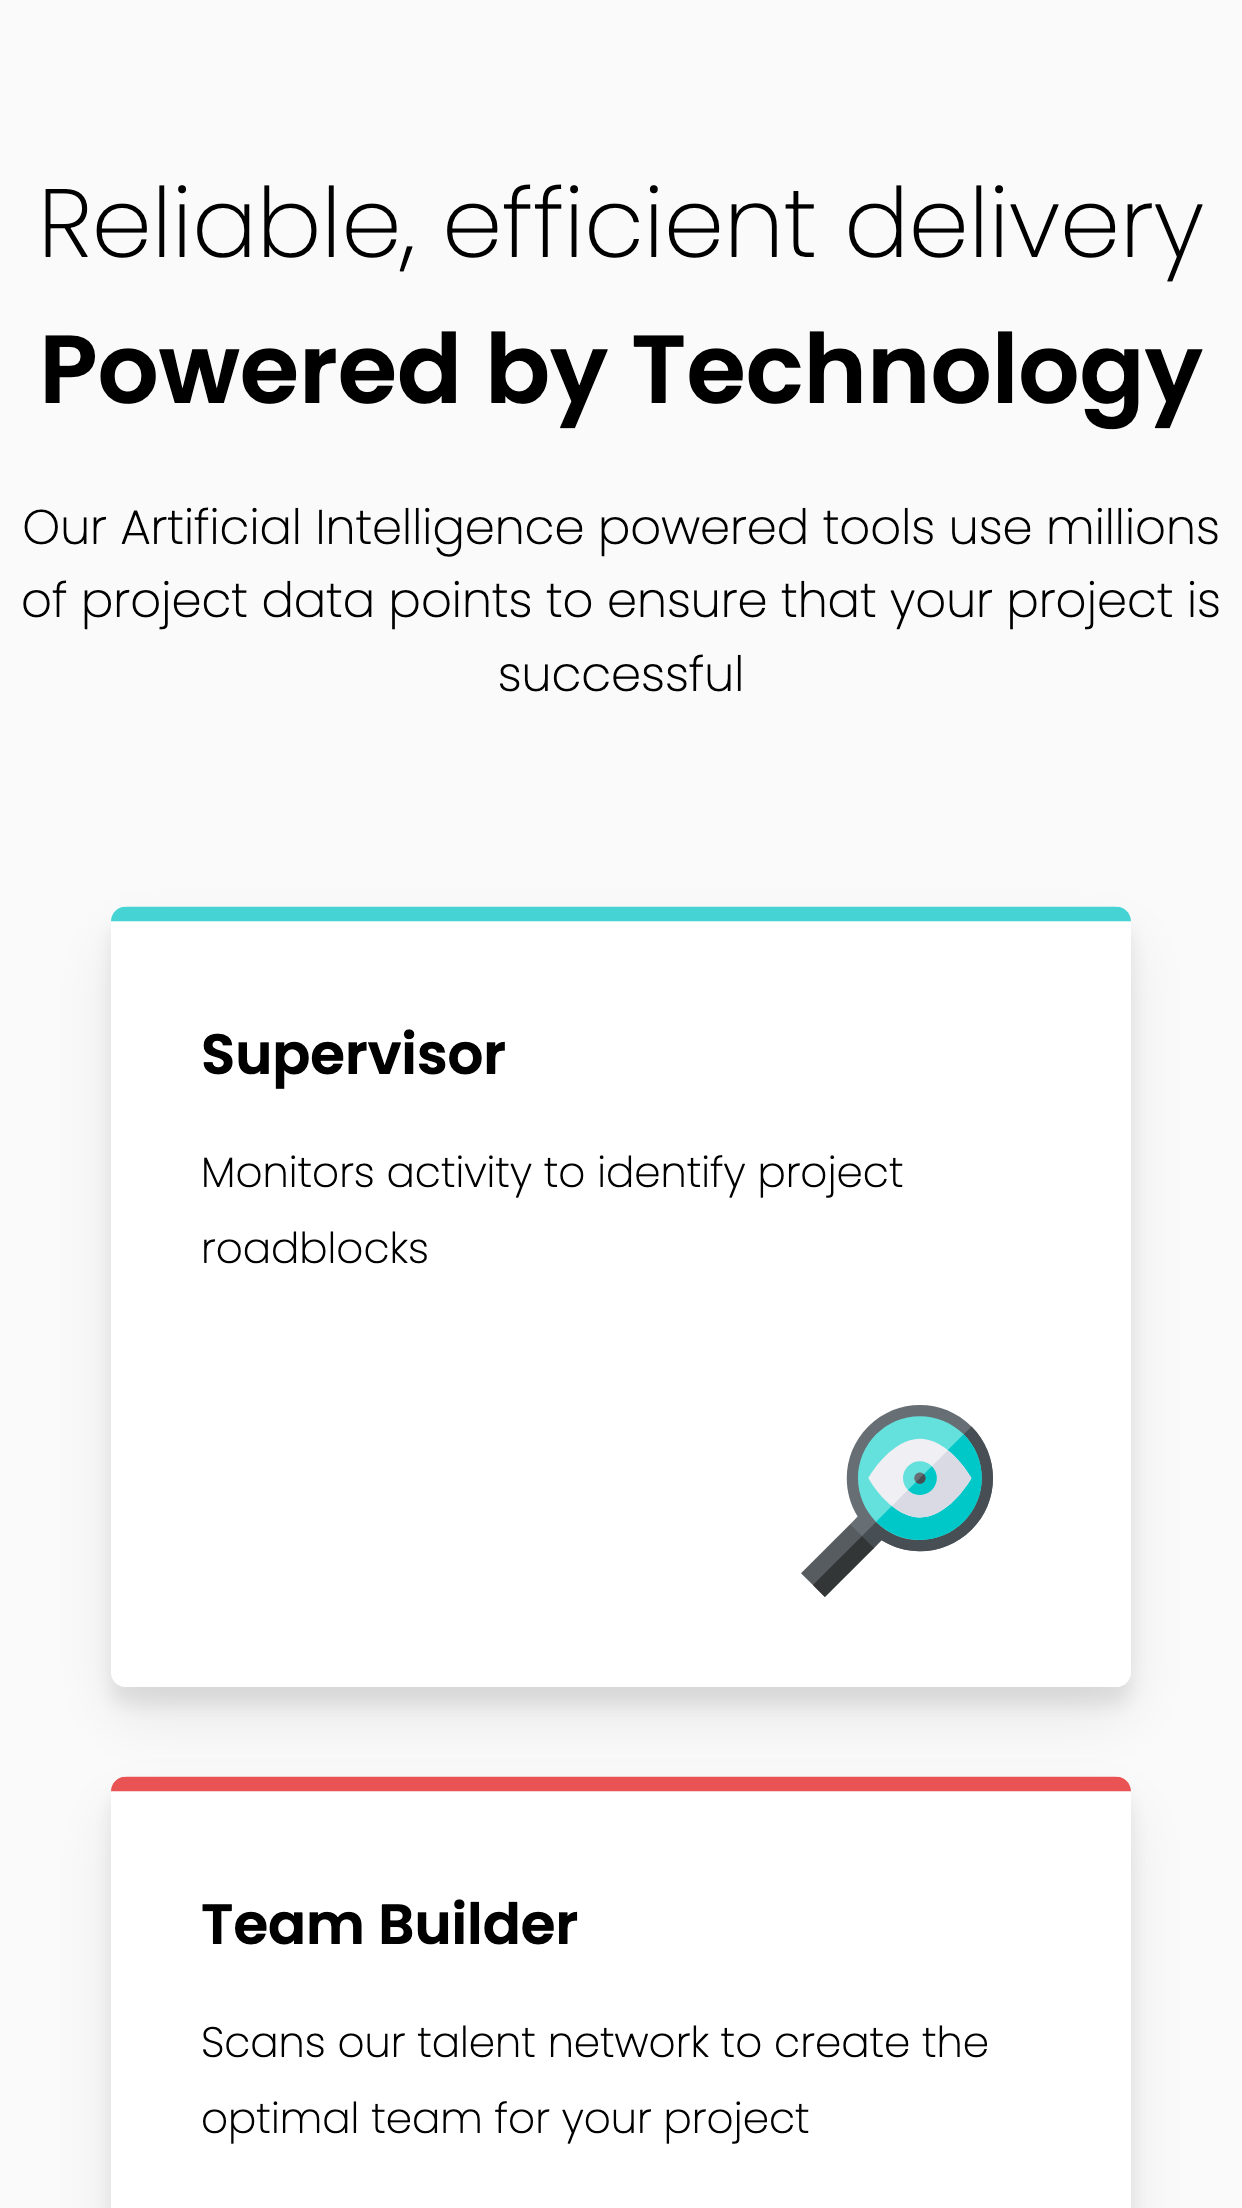 Reliable, efficient delivery
Powered by Technology
Our Artificial Intelligence powered tools use millions
of project data points to ensure that your project is
successful
Supervisor
Monitors activity to identify project
roadblocks
Team Builder
Scans our talent network to create the
optimal team for your project